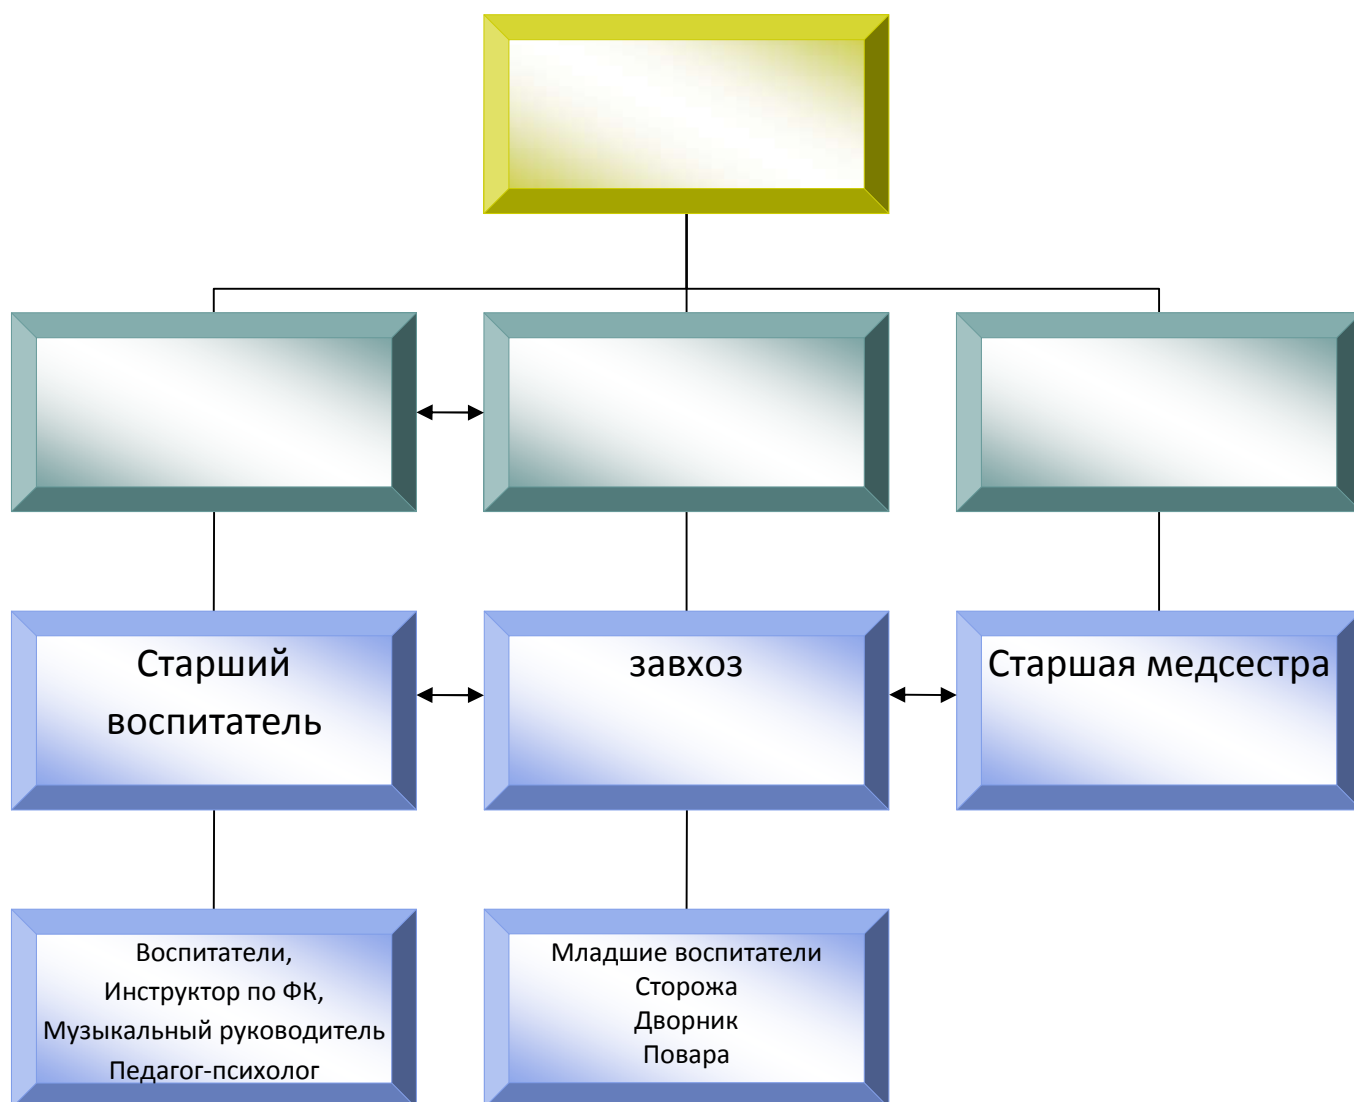 Старший
воспитатель
завхоз
Старшая медсестра
Воспитатели,
Инструктор по ФК,
Музыкальный руководитель
Педагог-психолог
Младшие воспитатели
Сторожа
Дворник
Повара